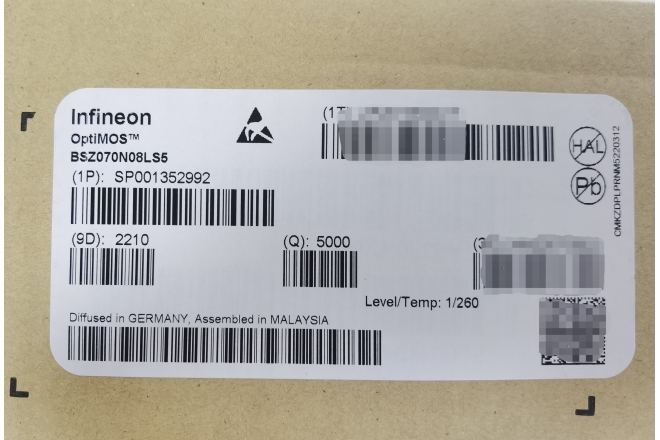 Infineon
OptiMOS™
BSZ070N08LS5
(1P): SP001352992
(9D): 2210
(Q): 5000
Level/Temp: 1/260
Diffused in GERMANY, Assembled in MALAYSIA
(1T
(3
HAL
Pb
CMKZDPLPRNM5220312